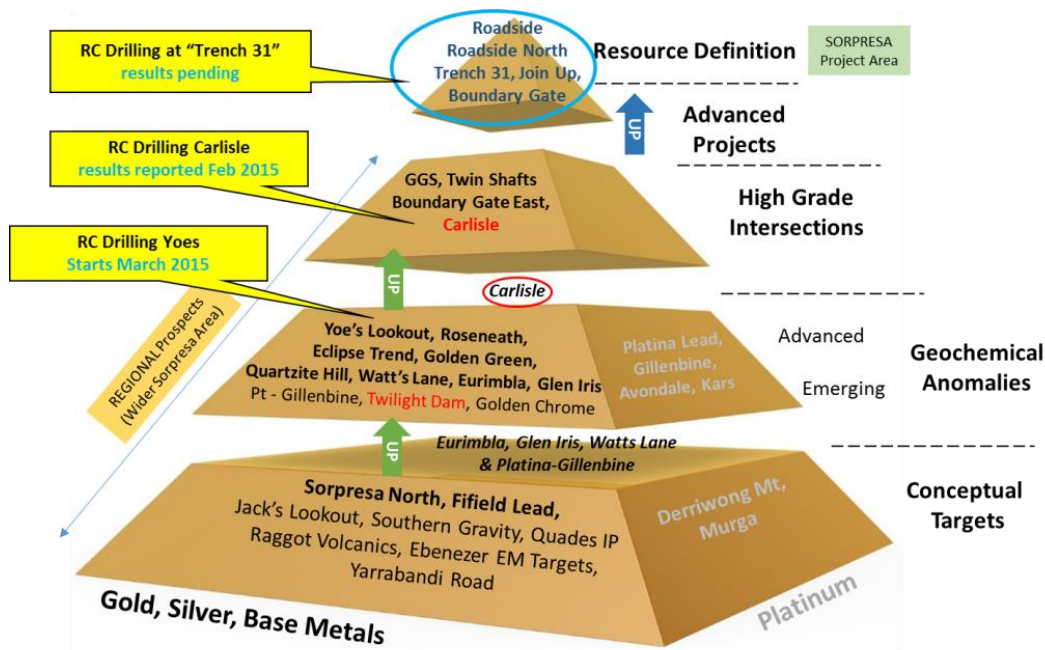 Roadside
Roadside North
Trench 31, Join Up,
Boundary Gate
RC Drilling at “Trench 31”
results pending
Resource Definition
SORPRESA
Project Area
UP
Advanced
Projects
RC Drilling Carlisle
results reported Feb 2015
GGS, Twin Shafts
Boundary Gate East,
Carlisle
High Grade
Intersections
RC Drilling Yoes
Starts March 2015
UP
Carlisle
REGIONAL Prospects
(Wider Sorpresa Area)
Yoe’s Lookout, Roseneath,
Eclipse Trend, Golden Green,
Quartzite Hill, Watt’s Lane, Eurimbla, Glen Iris
Pt - Gillenbine, Twilight Dam, Golden Chrome
Platina Lead,
Gillenbine,
Avondale, Kars
Advanced
Emerging
Geochemical
Anomalies
UP
Eurimbla, Glen Iris, Watts Lane
& Platina-Gillenbine
Sorpresa North, Fifield Lead,
Jack’s Lookout, Southern Gravity, Quades IP
Raggot Volcanics, Ebenezer EM Targets,
Yarrabandi Road
Derriwong Mt,
Murga
Conceptual
Targets
Gold, Silver, Base Metals
Platinum